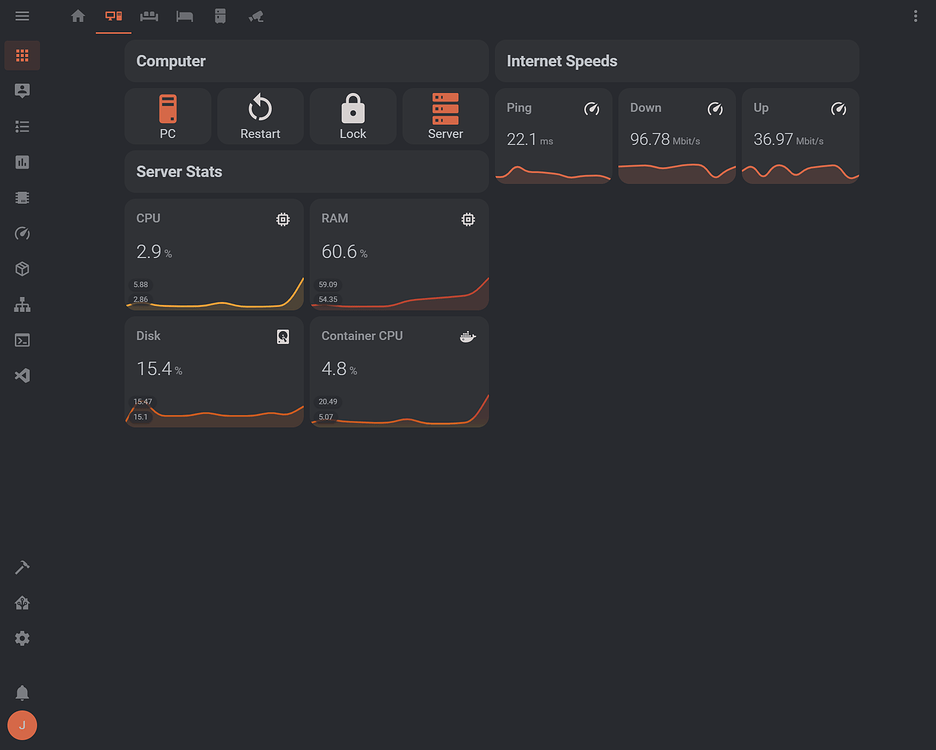 Computer
PC
Restart
Lock
Server
Server Stats
CPU
2.9 %
5.88
2.86
RAM
60.6 %
59.09
54.35
Disk
15.4 %
15.47
15.1
Container CPU
4.8 %
20.49
5.07
Internet Speeds
Ping
22.1 ms
Down
96.78 Mbit/s
Up
36.97 Mbit/s
J